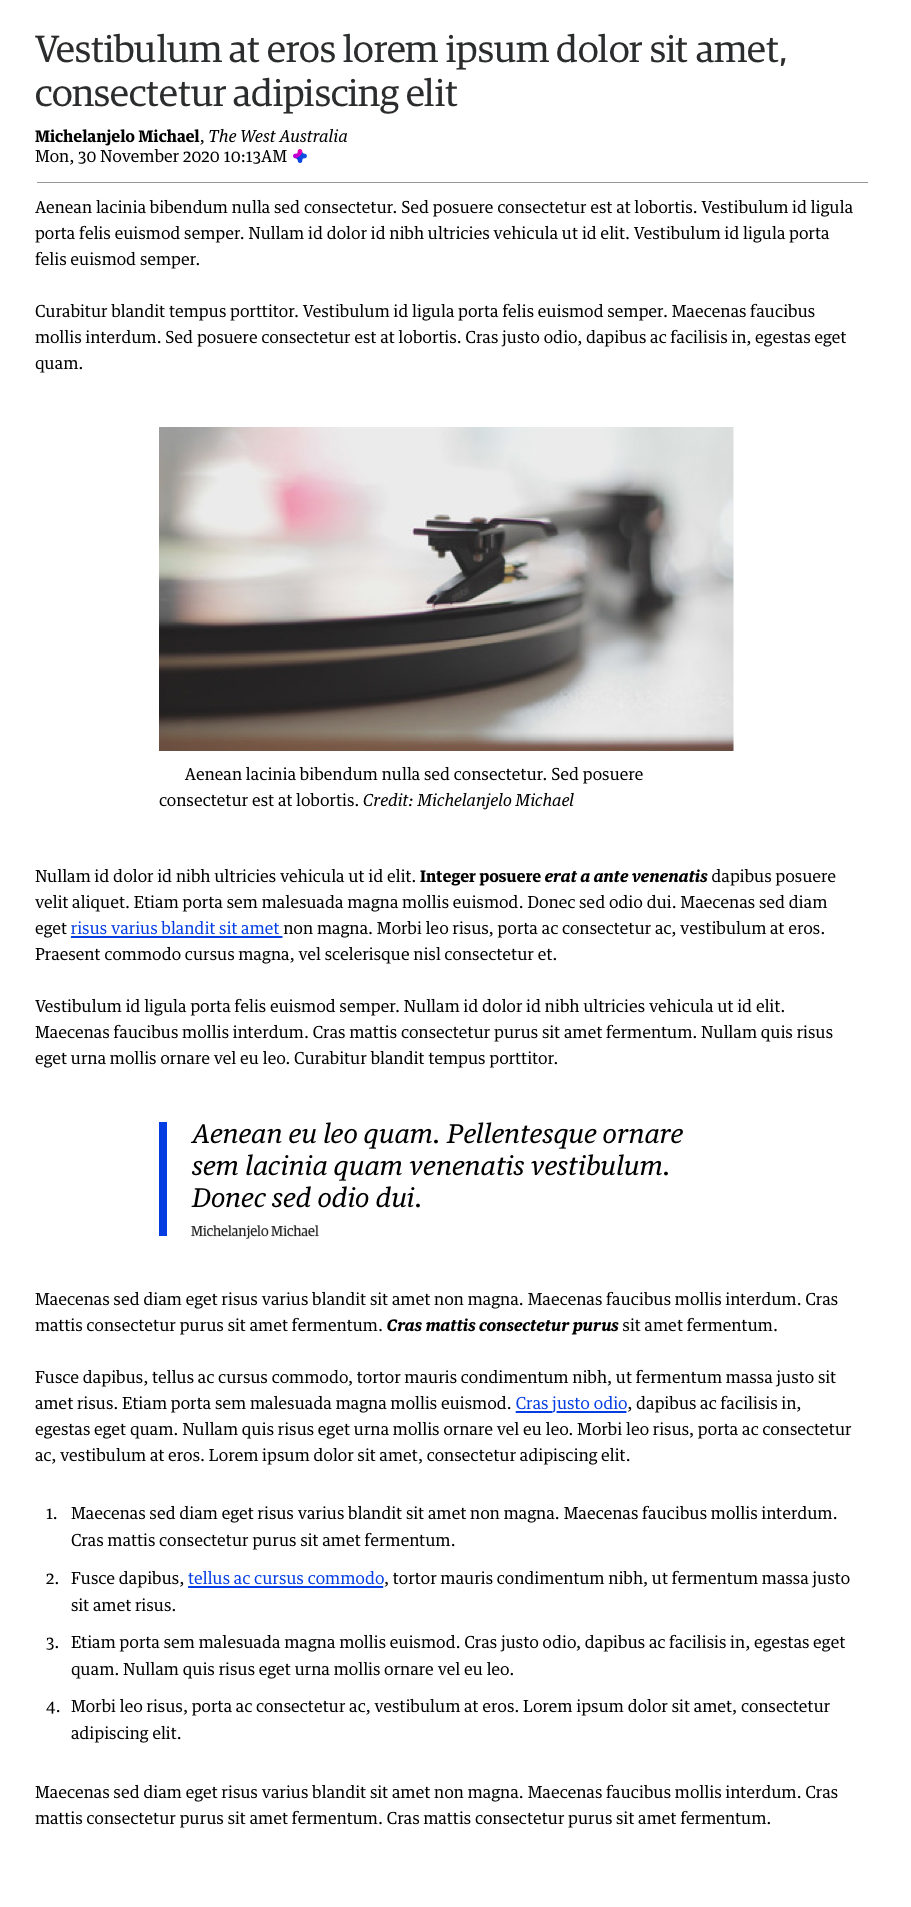 Vestibulum at eros lorem ipsum dolor sit amet,
consectetur adipiscing elit
Michelanjelo Michael, The West Australia
Mon, 30 November 2020 10:13AM
Aenean lacinia bibendum nulla sed consectetur. Sed posuere consectetur est at lobortis. Vestibulum id ligula
porta felis euismod semper. Nullam id dolor id nibh ultricies vehicula ut id elit. Vestibulum id ligula porta
felis euismod semper.
Curabitur blandit tempus porttitor. Vestibulum id ligula porta felis euismod semper. Maecenas faucibus
mollis interdum. Sed posuere consectetur est at lobortis. Cras justo odio, dapibus ac facilisis in, egestas eget
quam.
Aenean lacinia bibendum nulla sed consectetur. Sed posuere
consectetur est at lobortis. Credit: Michelanjelo Michael
Nullam id dolor id nibh ultricies vehicula ut id elit. Integer posuere erat a ante venenatis dapibus posuere
velit aliquet. Etiam porta sem malesuada magna mollis euismod. Donec sed odio dui. Maecenas sed diam
eget risus varius blandit sit amet non magna. Morbi leo risus, porta ac consectetur ac, vestibulum at eros.
Praesent commodo cursus magna, vel scelerisque nisl consectetur et.
Vestibulum id ligula porta felis euismod semper. Nullam id dolor id nibh ultricies vehicula ut id elit.
Maecenas faucibus mollis interdum. Cras mattis consectetur purus sit amet fermentum. Nullam quis risus
eget urna mollis ornare vel eu leo. Curabitur blandit tempus porttitor.
Aenean eu leo quam. Pellentesque ornare
sem lacinia quam venenatis vestibulum.
Donec sed odio dui.
Michelanjelo Michael
Maecenas sed diam eget risus varius blandit sit amet non magna. Maecenas faucibus mollis interdum. Cras
mattis consectetur purus sit amet fermentum. Cras mattis consectetur purus sit amet fermentum.
Fusce dapibus, tellus ac cursus commodo, tortor mauris condimentum nibh, ut fermentum massa justo sit
amet risus. Etiam porta sem malesuada magna mollis euismod. Cras justo odio, dapibus ac facilisis in,
egestas eget quam. Nullam quis risus eget urna mollis ornare vel eu leo. Morbi leo risus, porta ac consectetur
ac, vestibulum at eros. Lorem ipsum dolor sit amet, consectetur adipiscing elit.
1. Maecenas sed diam eget risus varius blandit sit amet non magna. Maecenas faucibus mollis interdum.
Cras mattis consectetur purus sit amet fermentum.
2. Fusce dapibus, tellus ac cursus commodo, tortor mauris condimentum nibh, ut fermentum massa justo
sit amet risus.
3. Etiam porta sem malesuada magna mollis euismod. Cras justo odio, dapibus ac facilisis in, egestas eget
quam. Nullam quis risus eget urna mollis ornare vel eu leo.
4. Morbi leo risus, porta ac consectetur ac, vestibulum at eros. Lorem ipsum dolor sit amet, consectetur
adipiscing elit.
Maecenas sed diam eget risus varius blandit sit amet non magna. Maecenas faucibus mollis interdum. Cras
mattis consectetur purus sit amet fermentum. Cras mattis consectetur purus sit amet fermentum.